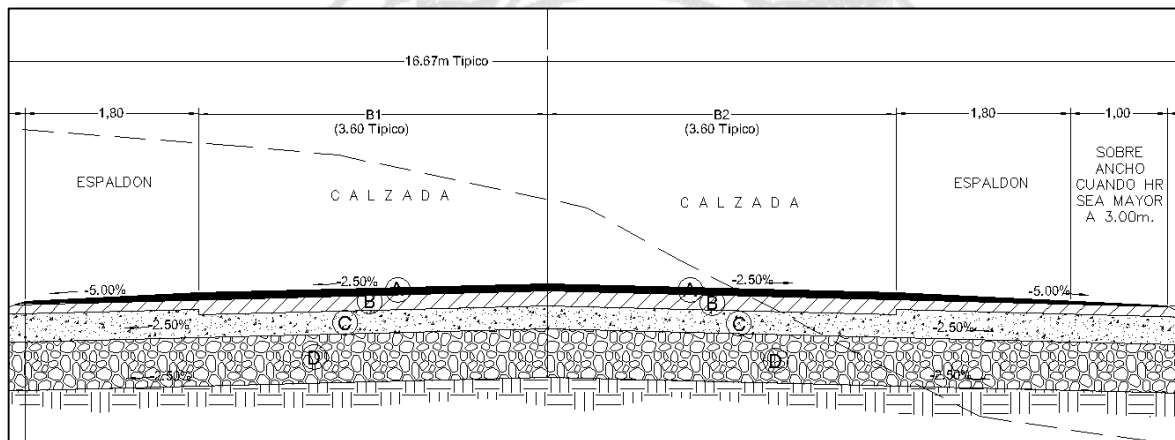 16.67m Tipico
1,80
B1
(3.60 Tipico)
B2
(3.60 Tipico)
1,80
1,00
ESPALDON
C A L Z A D A
C A L Z A D A
ESPALDON
SOBRE
ANCHO
CUANDO HR
SEA MAYOR
A 3.00m.
-5.00%
-2.50%
A
A
-2.50%
-5.00%
B
B
-2.50%
C
C
-2.50%
D
D
-2.50%
-2.50%